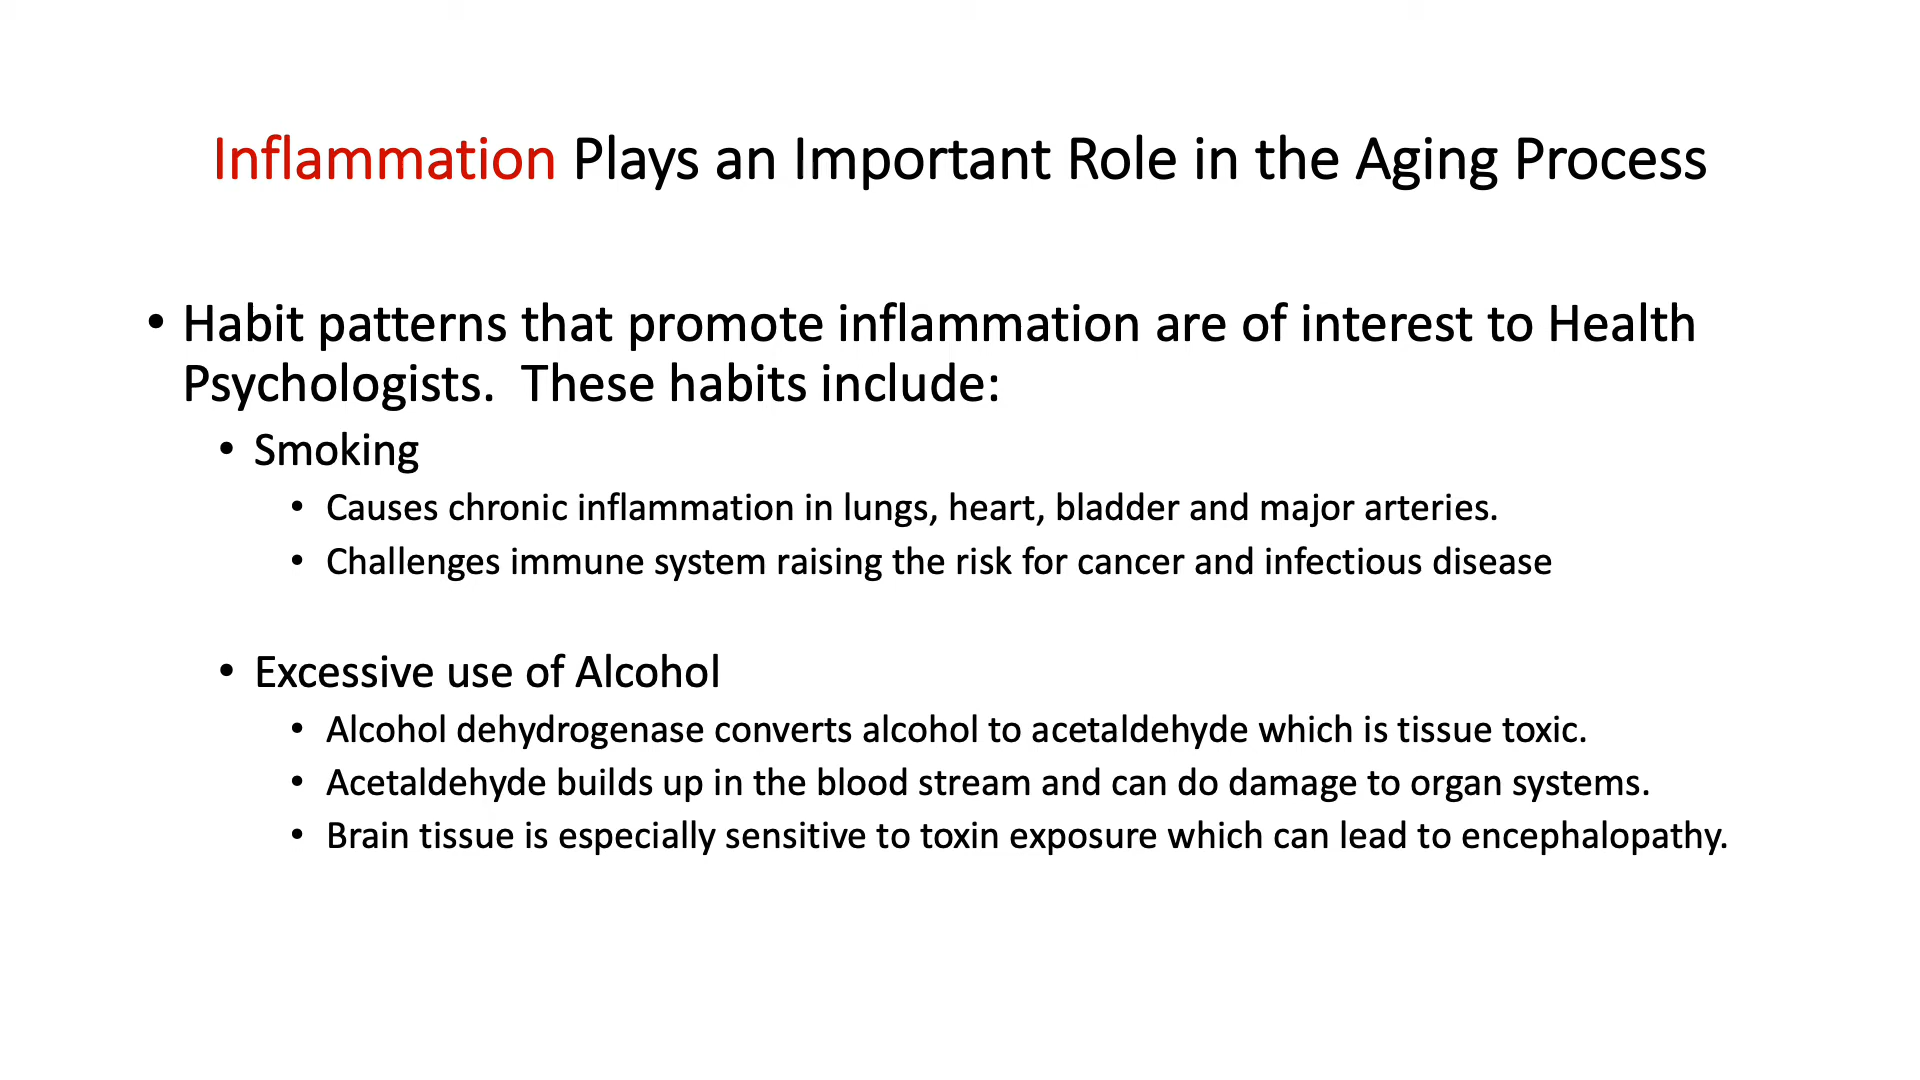 Inflammation Plays an Important Role in the Aging Process
• Habit patterns that promote inflammation are of interest to Health
Psychologists.  These habits include:
• Smoking
• Causes chronic inflammation in lungs, heart, bladder and major arteries.
• Challenges immune system raising the risk for cancer and infectious disease
• Excessive use of Alcohol
• Alcohol dehydrogenase converts alcohol to acetaldehyde which is tissue toxic.
• Acetaldehyde builds up in the blood stream and can do damage to organ systems.
• Brain tissue is especially sensitive to toxin exposure which can lead to encephalopathy.